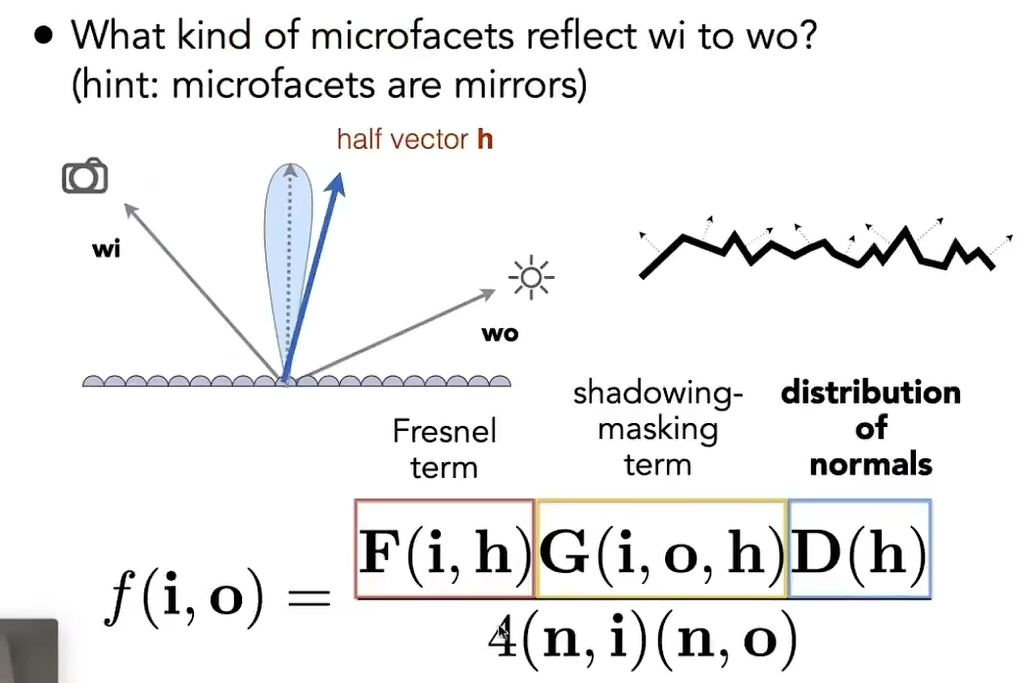 • What kind of microfacets reflect wi to wo?
(hint: microfacets are mirrors)
half vector h
wi
wo
Fresnel
term
shadowing-
masking
term
distribution
of
normals
f(i, o) = F(i, h)G(i, o, h)D(h)
4(n, i)(n, o)